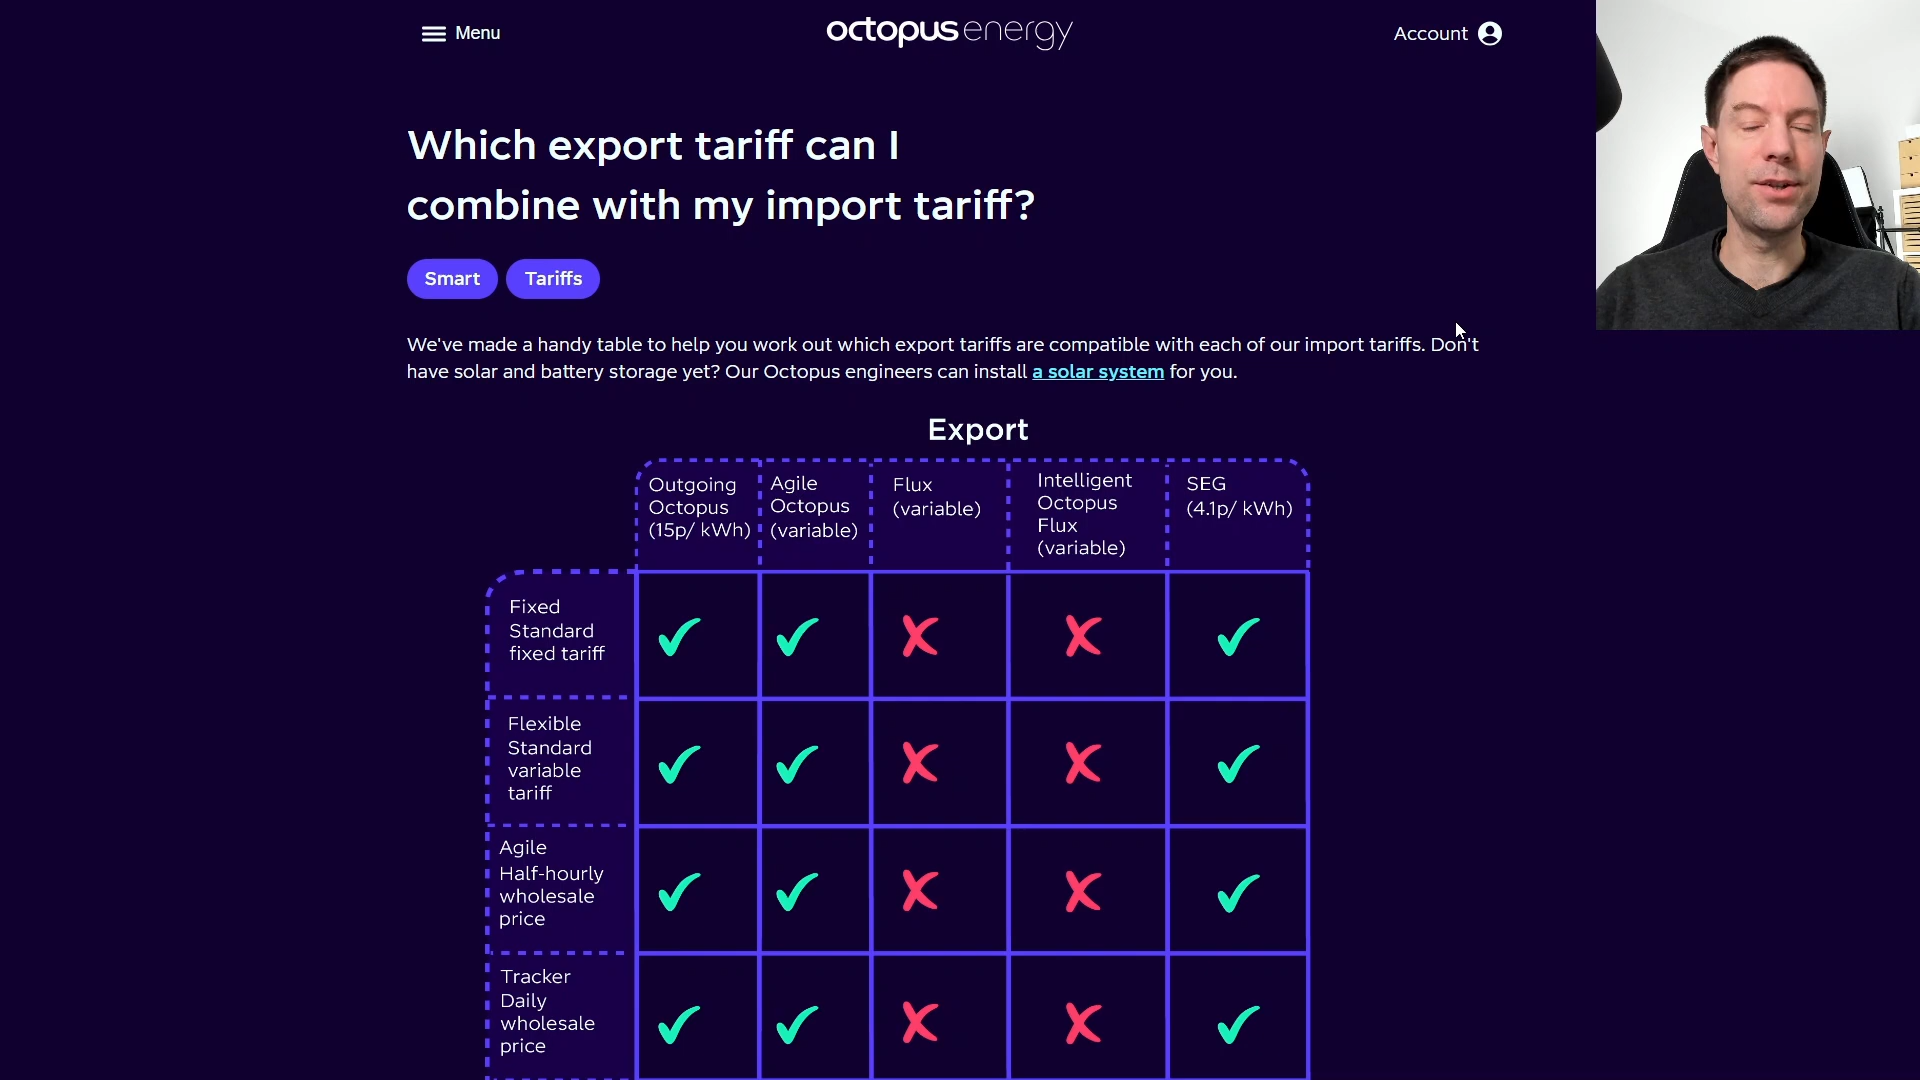 Menu
octopus energy
Account
Which export tariff can I
combine with my import tariff?
Smart
Tariffs
We've made a handy table to help you work out which export tariffs are compatible with each of our import tariffs. Don't
have solar and battery storage yet? Our Octopus engineers can install a solar system for you.
Export
Outgoing
Octopus
(15p/ kWh)
Agile
Octopus
(variable)
Flux
(variable)
Intelligent
Octopus
Flux
(variable)
SEG
(4.1p/ kWh)
Fixed
Standard
fixed tariff
Flexible
Standard
variable
tariff
Agile
Half-hourly
wholesale
price
Tracker
Daily
wholesale
price